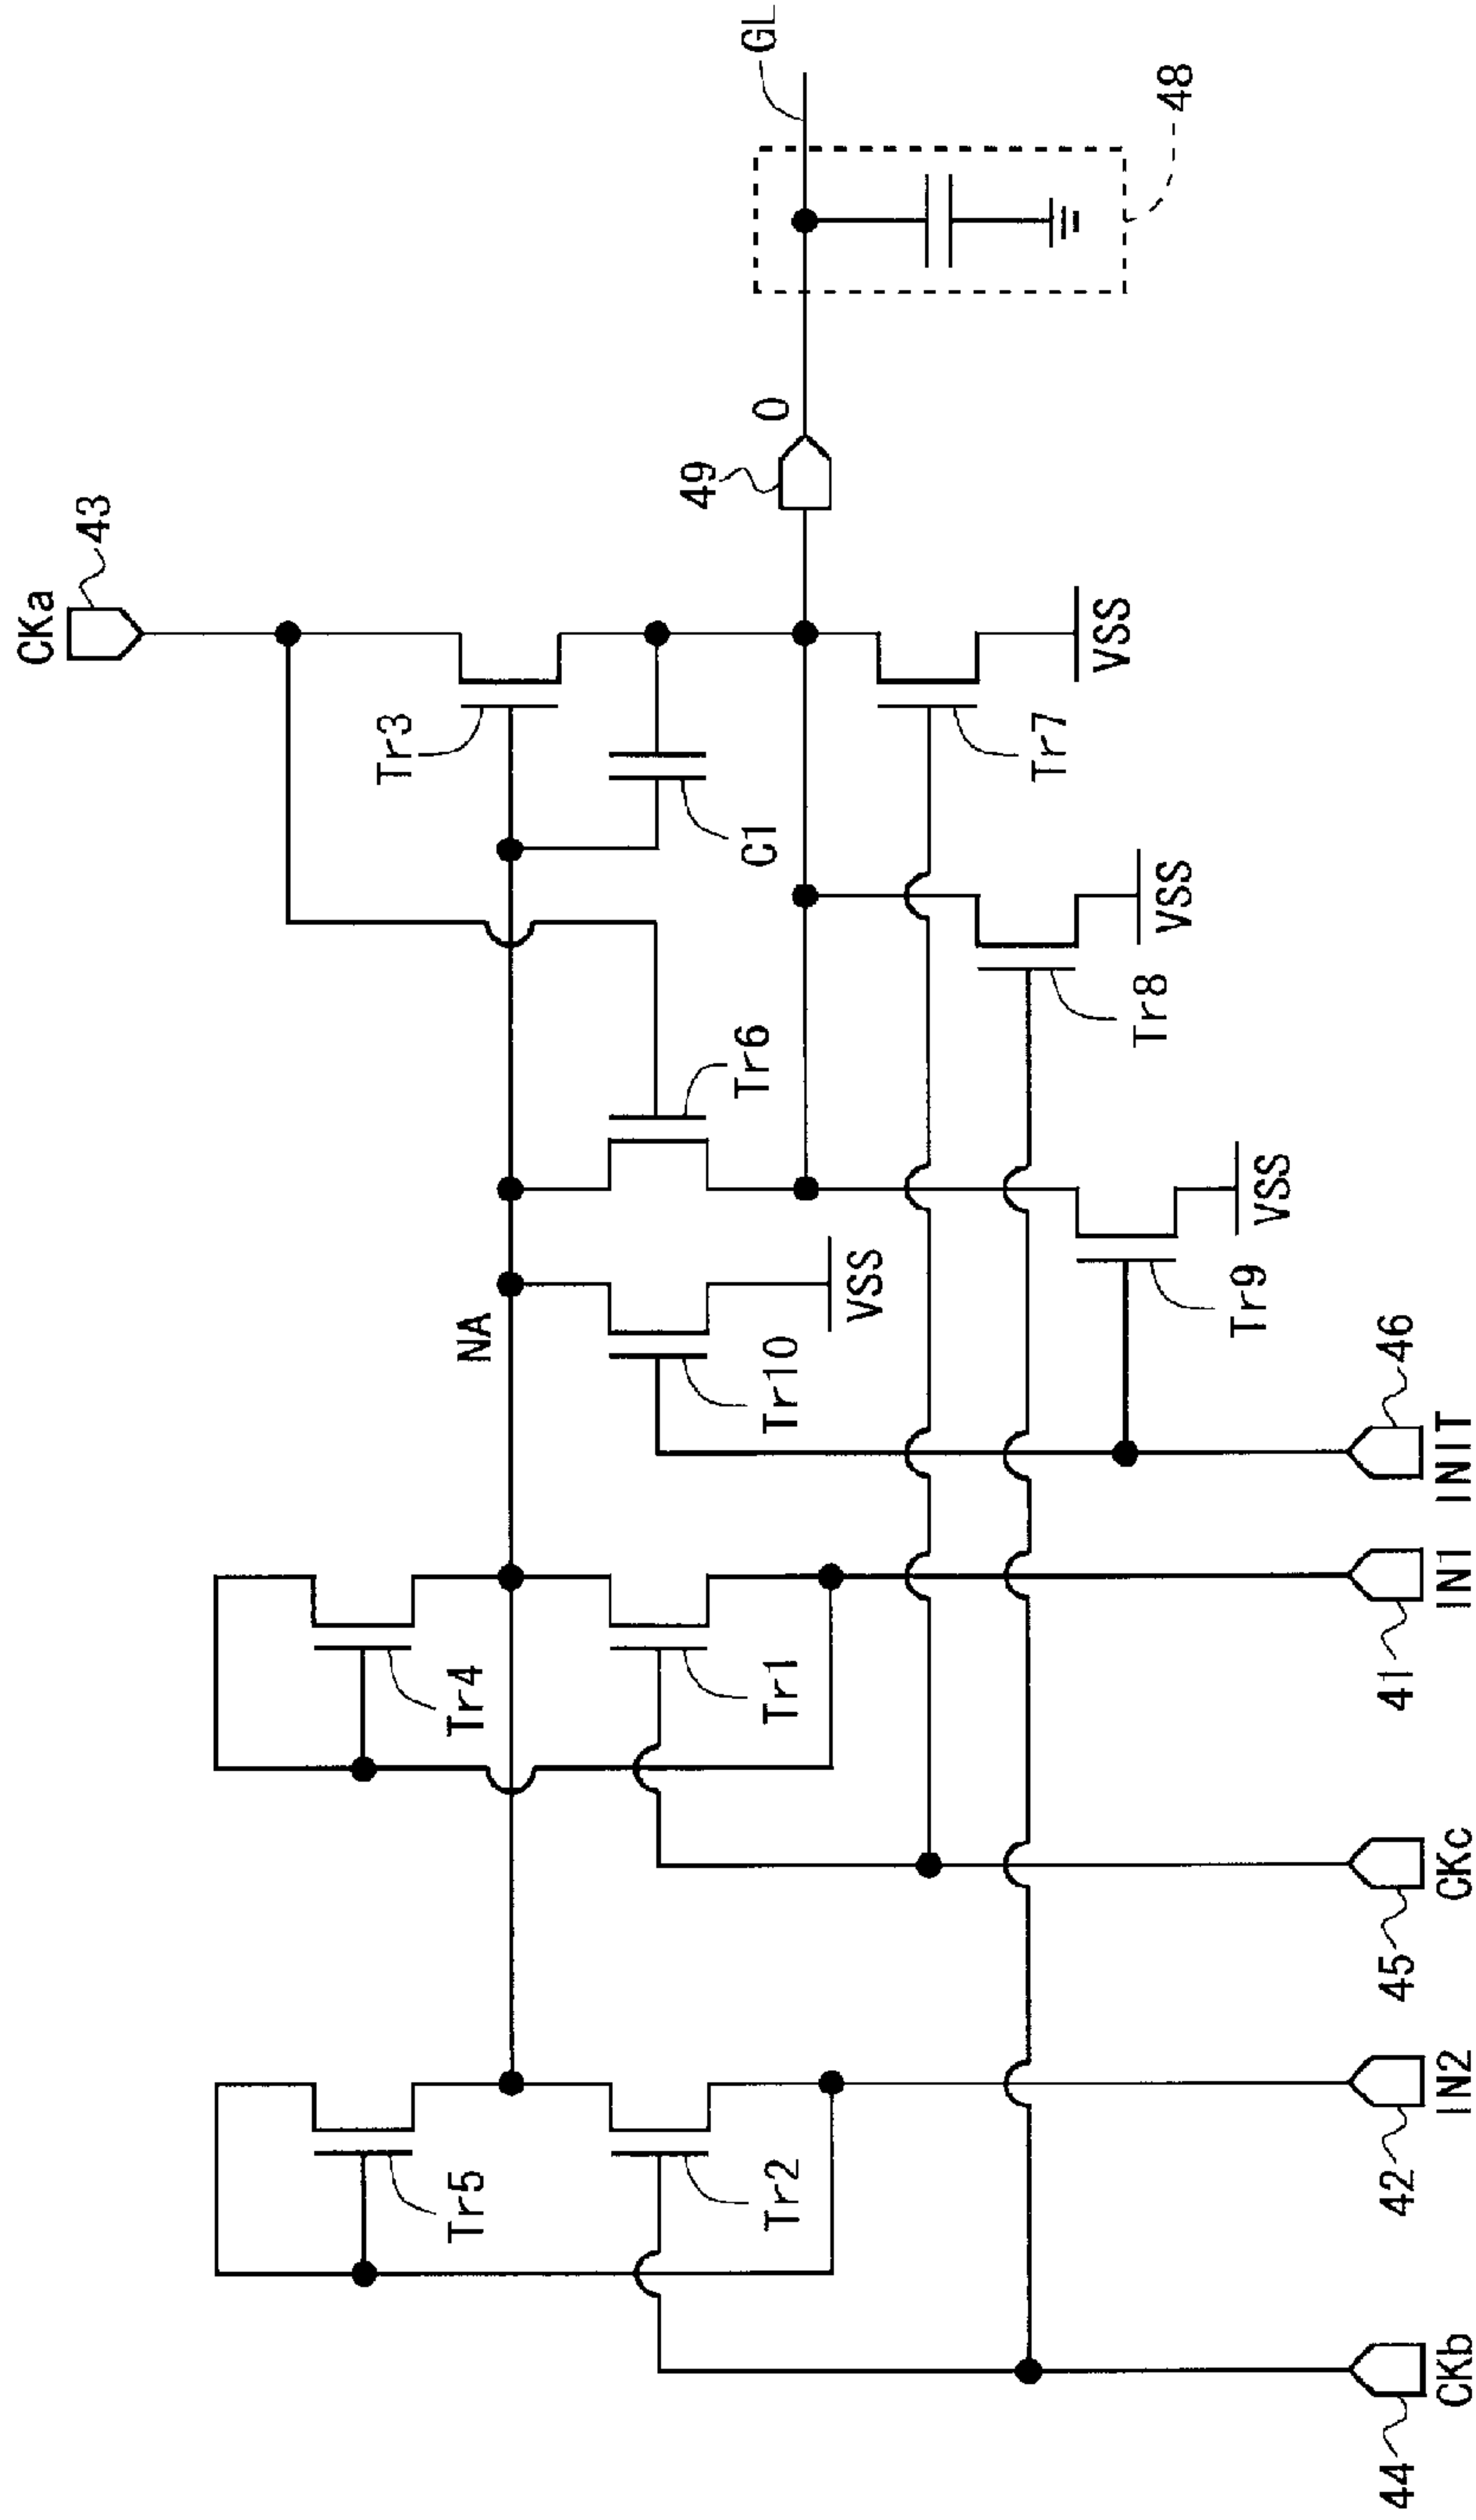 CKa
43
GL
48
49
O
Tr3
C1
Tr7
VSS
Tr6
Tr8
VSS
NA
Tr10
VSS
Tr9
VSS
Tr4
Tr1
Tr5
Tr2
44
CKb
42
IN2
45
CKc
41
IN1
46
INIT